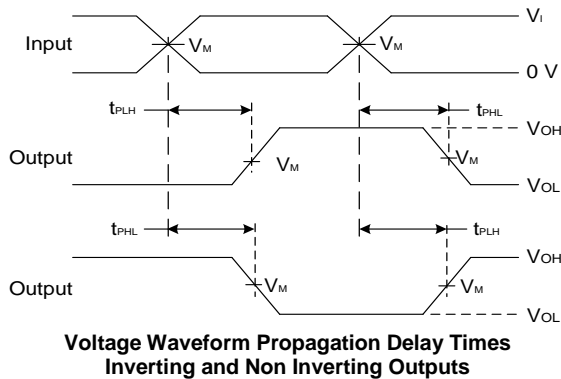 VI
Input VM VM
0 V
tPLH tPHL
VOH
Output VM VM
VOL
tPHL tPLH
VOH
Output VM VM
VOL
Voltage Waveform Propagation Delay Times
Inverting and Non Inverting Outputs